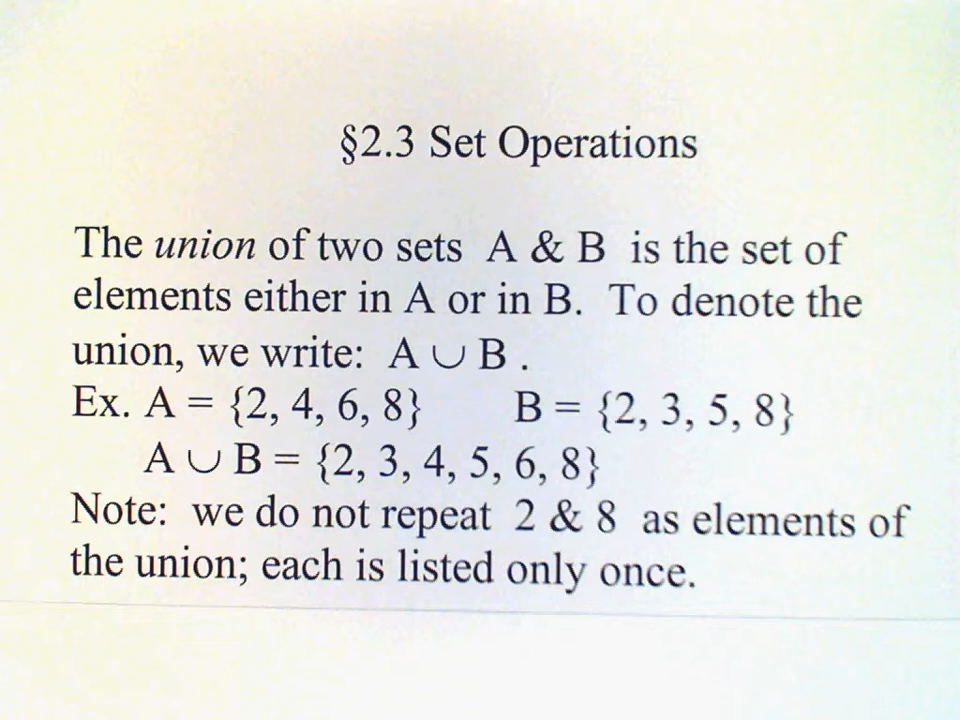 §2.3 Set Operations
The union of two sets A & B is the set of
elements either in A or in B. To denote the
union, we write: A ∪ B .
Ex. A = {2, 4, 6, 8} B = {2, 3, 5, 8}
A ∪ B = {2, 3, 4, 5, 6, 8}
Note: we do not repeat 2 & 8 as elements of
the union; each is listed only once.